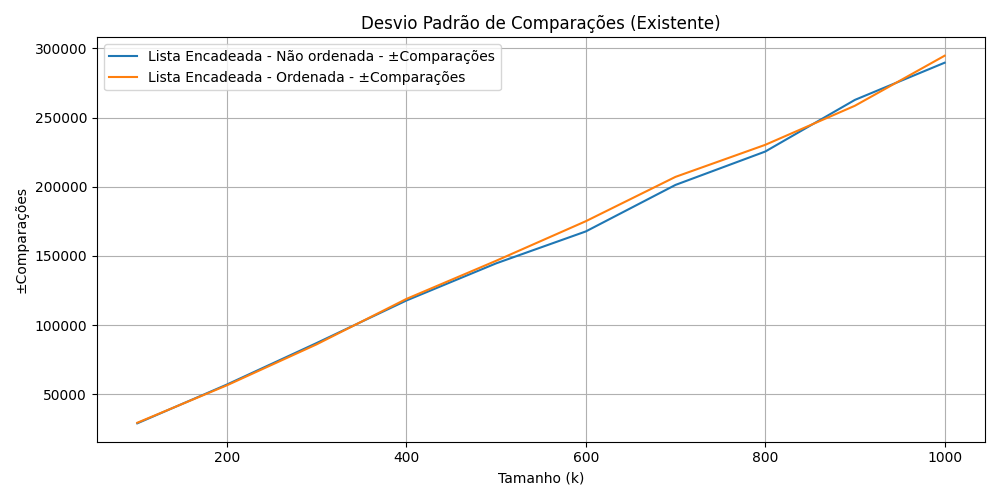 Desvio Padrão de Comparações (Existente)
Lista Encadeada - Não ordenada - ±Comparações
Lista Encadeada - Ordenada - ±Comparações
±Comparações
300000
250000
200000
150000
100000
50000
200
400
600
800
1000
Tamanho (k)